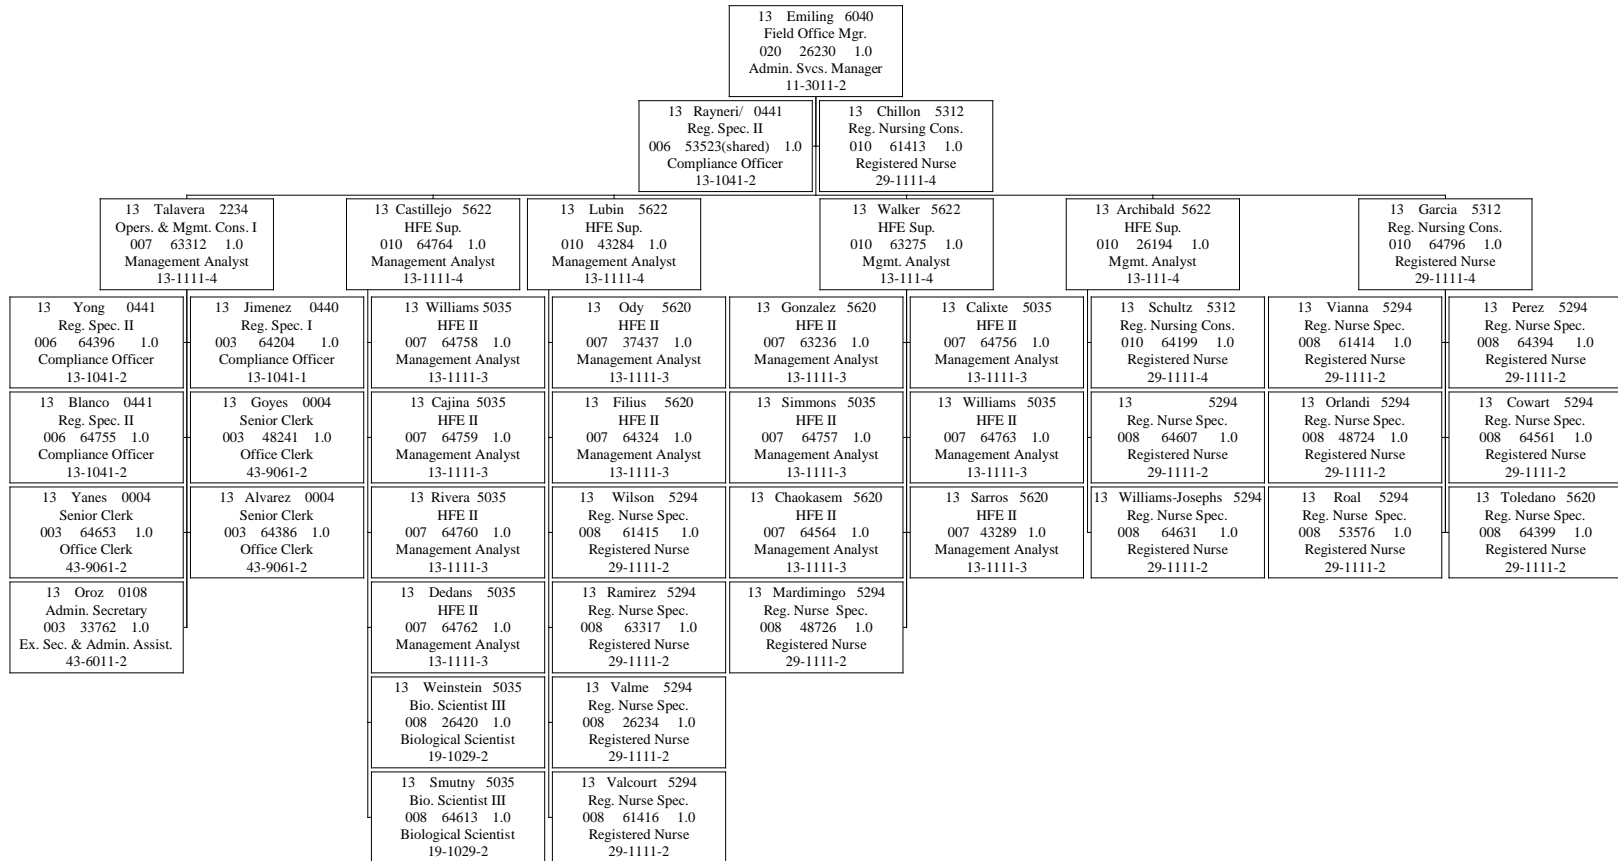 13 Emiling 6040
Field Office Mgr.
020 26230 1.0
Admin. Svcs. Manager
11-3011-2
13 Rayneri/ 0441
Reg. Spec. II
006 53523(shared) 1.0
Compliance Officer
13-1041-2
13 Chillon 5312
Reg. Nursing Cons.
010 61413 1.0
Registered Nurse
29-1111-4
13 Talavera 2234
Opers. & Mgmt. Cons. I
007 63312 1.0
Management Analyst
13-1111-4
13 Castillejo 5622
HFE Sup.
010 64764 1.0
Management Analyst
13-1111-4
13 Lubin 5622
HFE Sup.
010 43284 1.0
Management Analyst
13-1111-4
13 Walker 5622
HFE Sup.
010 63275 1.0
Mgmt. Analyst
13-111-4
13 Archibald 5622
HFE Sup.
010 26194 1.0
Mgmt. Analyst
13-111-4
13 Garcia 5312
Reg. Nursing Cons.
010 64796 1.0
Registered Nurse
29-1111-4
13 Yong 0441
Reg. Spec. II
006 64396 1.0
Compliance Officer
13-1041-2
13 Jimenez 0440
Reg. Spec. I
003 64204 1.0
Compliance Officer
13-1041-1
13 Williams 5035
HFE II
007 64758 1.0
Management Analyst
13-1111-3
13 Ody 5620
HFE II
007 37437 1.0
Management Analyst
13-1111-3
13 Gonzalez 5620
HFE II
007 63236 1.0
Management Analyst
13-1111-3
13 Calixte 5035
HFE II
007 64756 1.0
Management Analyst
13-1111-3
13 Schultz 5312
Reg. Nursing Cons.
010 64199 1.0
Registered Nurse
29-1111-4
13 Vianna 5294
Reg. Nurse Spec.
008 61414 1.0
Registered Nurse
29-1111-2
13 Perez 5294
Reg. Nurse Spec.
008 64394 1.0
Registered Nurse
29-1111-2
13 Blanco 0441
Reg. Spec. II
006 64755 1.0
Compliance Officer
13-1041-2
13 Goyes 0004
Senior Clerk
003 48241 1.0
Office Clerk
43-9061-2
13 Cajina 5035
HFE II
007 64759 1.0
Management Analyst
13-1111-3
13 Filius 5620
HFE II
007 64324 1.0
Management Analyst
13-1111-3
13 Simmons 5035
HFE II
007 64757 1.0
Management Analyst
13-1111-3
13 Williams 5035
HFE II
007 64763 1.0
Management Analyst
13-1111-3
13 5294
Reg. Nurse Spec.
008 64607 1.0
Registered Nurse
29-1111-2
13 Orlandi 5294
Reg. Nurse Spec.
008 48724 1.0
Registered Nurse
29-1111-2
13 Cowart 5294
Reg. Nurse Spec.
008 64561 1.0
Registered Nurse
29-1111-2
13 Yanes 0004
Senior Clerk
003 64653 1.0
Office Clerk
43-9061-2
13 Alvarez 0004
Senior Clerk
003 64386 1.0
Office Clerk
43-9061-2
13 Rivera 5035
HFE II
007 64760 1.0
Management Analyst
13-1111-3
13 Wilson 5294
Reg. Nurse Spec.
008 61415 1.0
Registered Nurse
29-1111-2
13 Chaokasem 5620
HFE II
007 64564 1.0
Management Analyst
13-1111-3
13 Sarros 5620
HFE II
007 43289 1.0
Management Analyst
13-1111-3
13 Williams-Josephs 5294
Reg. Nurse Spec.
008 64631 1.0
Registered Nurse
29-1111-2
13 Roal 5294
Reg. Nurse Spec.
008 53576 1.0
Registered Nurse
29-1111-2
13 Toledano 5620
Reg. Nurse Spec.
008 64399 1.0
Registered Nurse
29-1111-2
13 Oroz 0108
Admin. Secretary
003 33762 1.0
Ex. Sec. & Admin. Assist.
43-6011-2
13 Dedans 5035
HFE II
007 64762 1.0
Management Analyst
13-1111-3
13 Ramirez 5294
Reg. Nurse Spec.
008 63317 1.0
Registered Nurse
29-1111-2
13 Mardimingo 5294
Reg. Nurse Spec.
008 48726 1.0
Registered Nurse
29-1111-2
13 Weinstein 5035
Bio. Scientist III
008 26420 1.0
Biological Scientist
19-1029-2
13 Valme 5294
Reg. Nurse Spec.
008 26234 1.0
Registered Nurse
29-1111-2
13 Smutny 5035
Bio. Scientist III
008 64613 1.0
Biological Scientist
19-1029-2
13 Valcourt 5294
Reg. Nurse Spec.
008 61416 1.0
Registered Nurse
29-1111-2